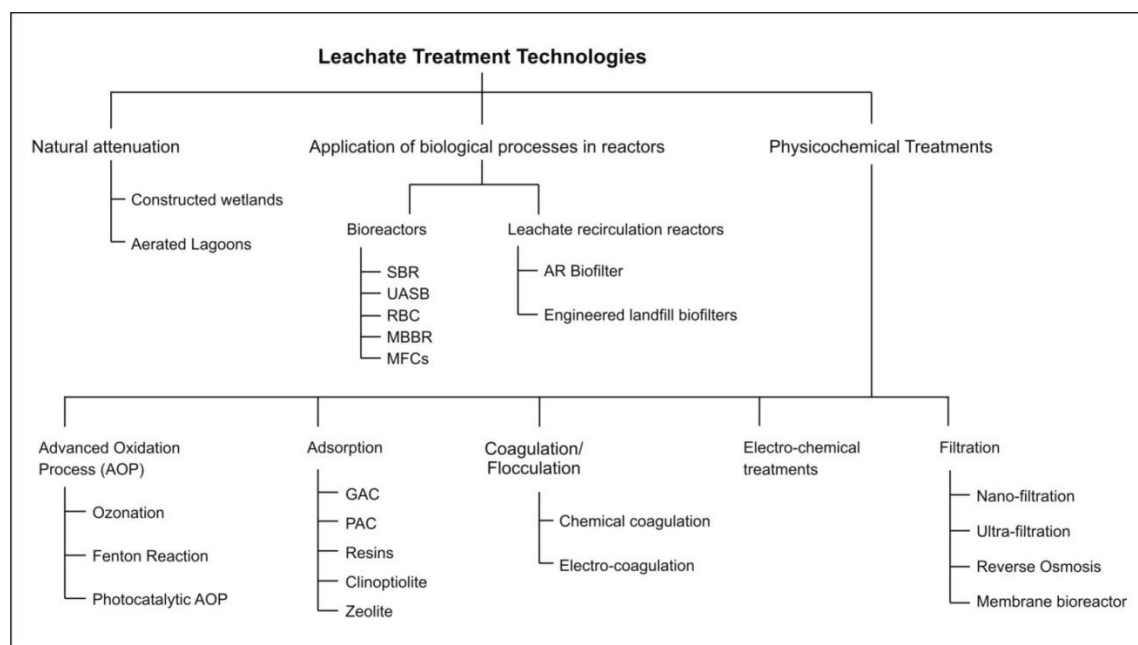 Leachate Treatment Technologies
Natural attenuation
Application of biological processes in reactors
Physicochemical Treatments
Constructed wetlands
Aerated Lagoons
Bioreactors
SBR
UASB
RBC
MBBR
MFCs
Leachate recirculation reactors
AR Biofilter
Engineered landfill biofilters
Advanced Oxidation
Process (AOP)
Ozonation
Fenton Reaction
Photocatalytic AOP
Adsorption
GAC
PAC
Resins
Clinoptiolite
Zeolite
Coagulation/
Flocculation
Chemical coagulation
Electro-coagulation
Electro-chemical
treatments
Filtration
Nano-filtration
Ultra-filtration
Reverse Osmosis
Membrane bioreactor